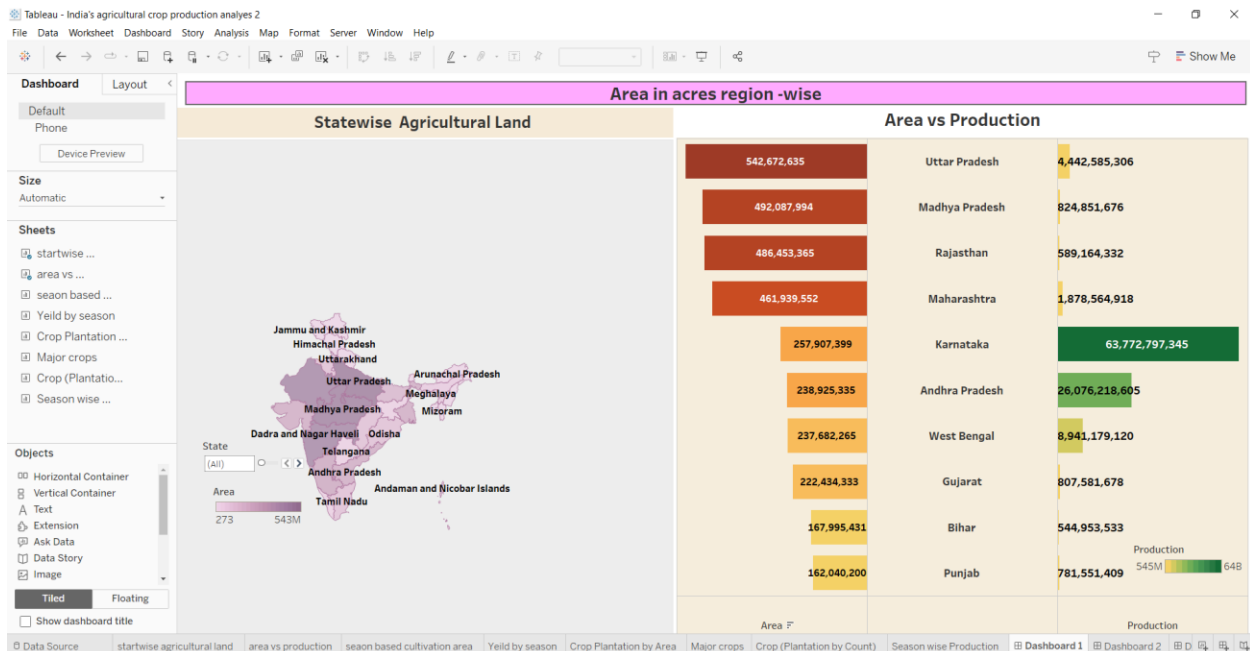 Tableau - India's agricultural crop production analyes 2
File Data Worksheet Dashboard Story Analysis Map Format Server Window Help
Show Me
Dashboard Layout
Default
Phone
Device Preview
Size
Automatic
Sheets
startwise ...
area vs ...
seaon based ...
Yeild by season
Crop Plantation ...
Major crops
Crop (Plantatio...
Season wise ...
Objects
Horizontal Container
Vertical Container
Text
Extension
Ask Data
Data Story
Image
Tiled Floating
Show dashboard title
Area in acres region -wise
Statewise Agricultural Land
Jammu and Kashmir
Himachal Pradesh
Uttarakhand
Arunachal Pradesh
Uttar Pradesh
Meghalaya
Madhya Pradesh
Mizoram
Dadra and Nagar Haveli Odisha
State
Telangana
(All)
Andhra Pradesh
Andaman and Nicobar Islands
Area
Tamil Nadu
273 543M
Area vs Production
542,672,635 Uttar Pradesh 4,442,585,306
492,087,994 Madhya Pradesh 824,851,676
486,453,365 Rajasthan 589,164,332
461,939,552 Maharashtra 1,878,564,918
257,907,399 Karnataka 63,772,797,345
238,925,335 Andhra Pradesh 26,076,218,605
237,682,265 West Bengal 8,941,179,120
222,434,333 Gujarat 807,581,678
167,995,431 Bihar 544,953,533
Production
545M 64B
162,040,200 Punjab 781,551,409
Area Production
Data Source startwise agricultural land area vs production seaon based cultivation area Yeild by season Crop Plantation by Area Major crops Crop (Plantation by Count) Season wise Production Dashboard 1 Dashboard 2 D